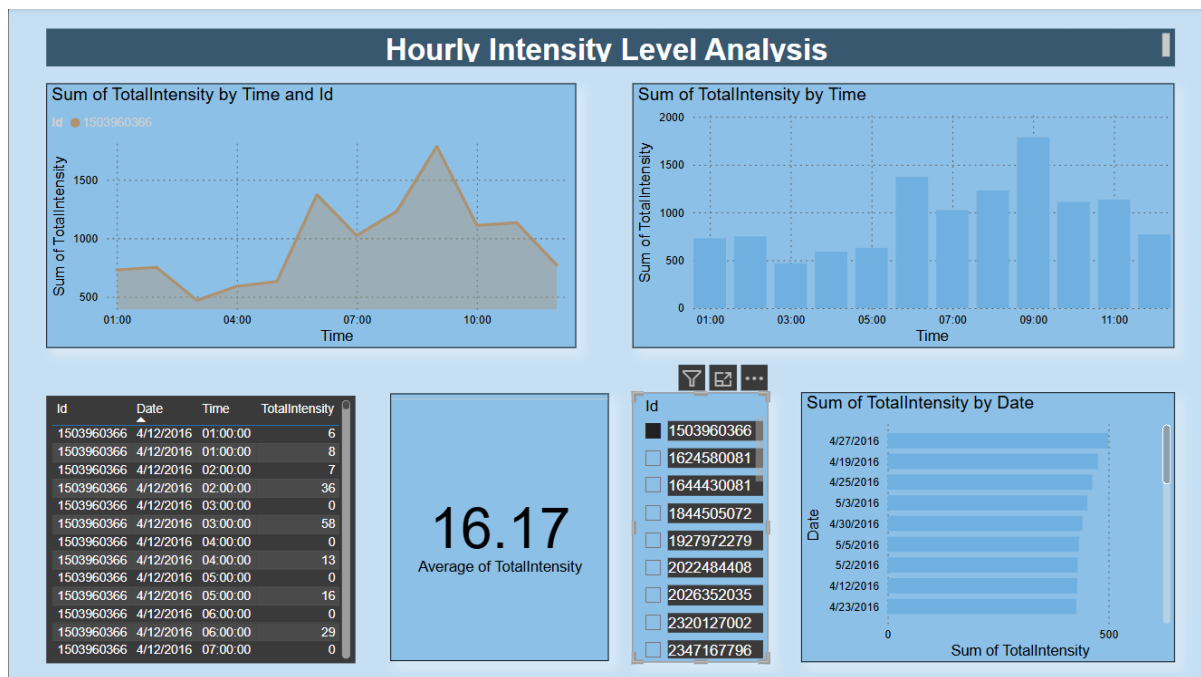 Hourly Intensity Level Analysis
Sum of TotalIntensity by Time and Id
Id 1503960366
Sum of TotalIntensity
1500
1000
500
01:00 04:00 07:00 10:00
Time
Sum of TotalIntensity by Time
Sum of TotalIntensity
2000
1500
1000
500
0
01:00 03:00 05:00 07:00 09:00 11:00
Time
Id Date Time TotalIntensity
1503960366 4/12/2016 01:00:00 6
1503960366 4/12/2016 01:00:00 8
1503960366 4/12/2016 02:00:00 7
1503960366 4/12/2016 02:00:00 36
1503960366 4/12/2016 03:00:00 0
1503960366 4/12/2016 03:00:00 58
1503960366 4/12/2016 04:00:00 0
1503960366 4/12/2016 04:00:00 13
1503960366 4/12/2016 05:00:00 0
1503960366 4/12/2016 05:00:00 16
1503960366 4/12/2016 06:00:00 0
1503960366 4/12/2016 06:00:00 29
1503960366 4/12/2016 07:00:00 0
16.17
Average of TotalIntensity
Id
1503960366
1624580081
1644430081
1844505072
1927972279
2022484408
2026352035
2320127002
2347167796
Sum of TotalIntensity by Date
Date
4/27/2016
4/19/2016
4/25/2016
5/3/2016
4/30/2016
5/5/2016
5/2/2016
4/12/2016
4/23/2016
0 500
Sum of TotalIntensity